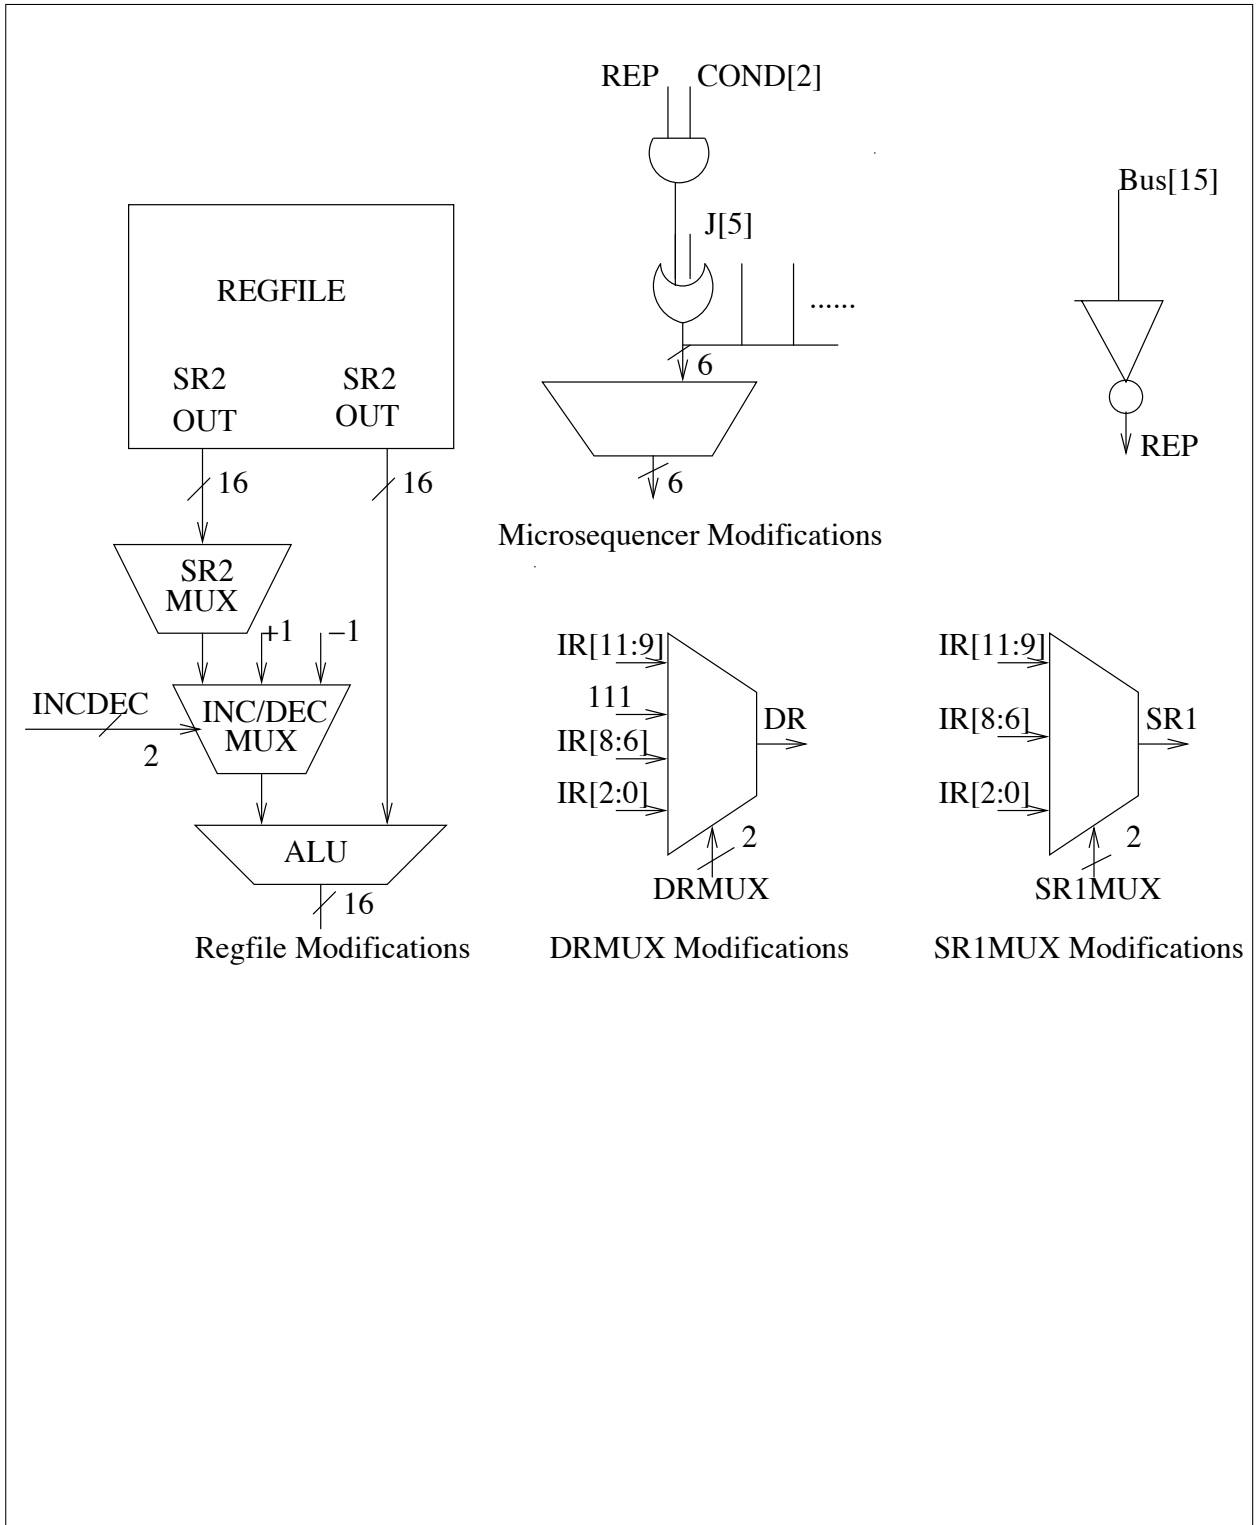 REP COND[2]
Bus[15]
J[5]
REGFILE
......
SR2
OUT
SR2
OUT
6
REP
16
16
6
Microsequencer Modifications
SR2
MUX
+1
−1
INCDEC
2
INC/DEC
MUX
ALU
16
Regfile Modifications
IR[11:9]
111
IR[8:6]
IR[2:0]
DR
2
DRMUX
DRMUX Modifications
IR[11:9]
IR[8:6]
IR[2:0]
SR1
2
SR1MUX
SR1MUX Modifications